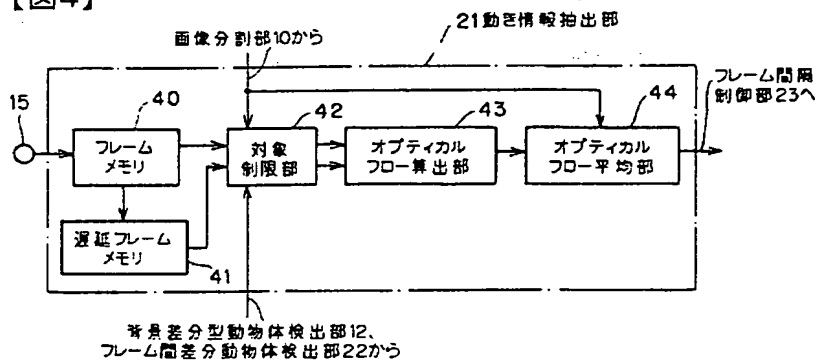 【図4】
21動き情報抽出部
画像分割部10から
フレーム間隔
制御部23へ
15
40
フレーム
メモリ
42
対象
制限部
43
オプティカル
フロー算出部
44
オプティカル
フロー平均部
遅延フレーム
メモリ
41
背景差分型動物体検出部12、
フレーム間差分動物体検出部22から